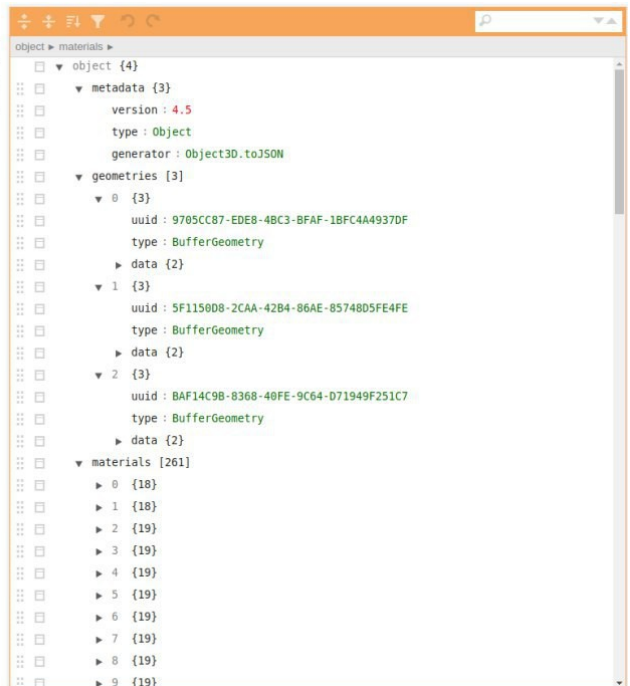 object ► materials ►
▼ object {4}
▼ metadata {3}
version : 4.5
type : Object
generator : Object3D.toJSON
▼ geometries [3]
▼ 0 {3}
uuid : 9705CC87-EDE8-4BC3-BFAF-1BFC4A4937DF
type : BufferGeometry
► data {2}
▼ 1 {3}
uuid : 5F1150D8-2CAA-42B4-86AE-85748D5FE4FE
type : BufferGeometry
► data {2}
▼ 2 {3}
uuid : BAF14C9B-8368-40FE-9C64-D71949F251C7
type : BufferGeometry
► data {2}
▼ materials [261]
► 0 {18}
► 1 {18}
► 2 {19}
► 3 {19}
► 4 {19}
► 5 {19}
► 6 {19}
► 7 {19}
► 8 {19}
► 9 {19}